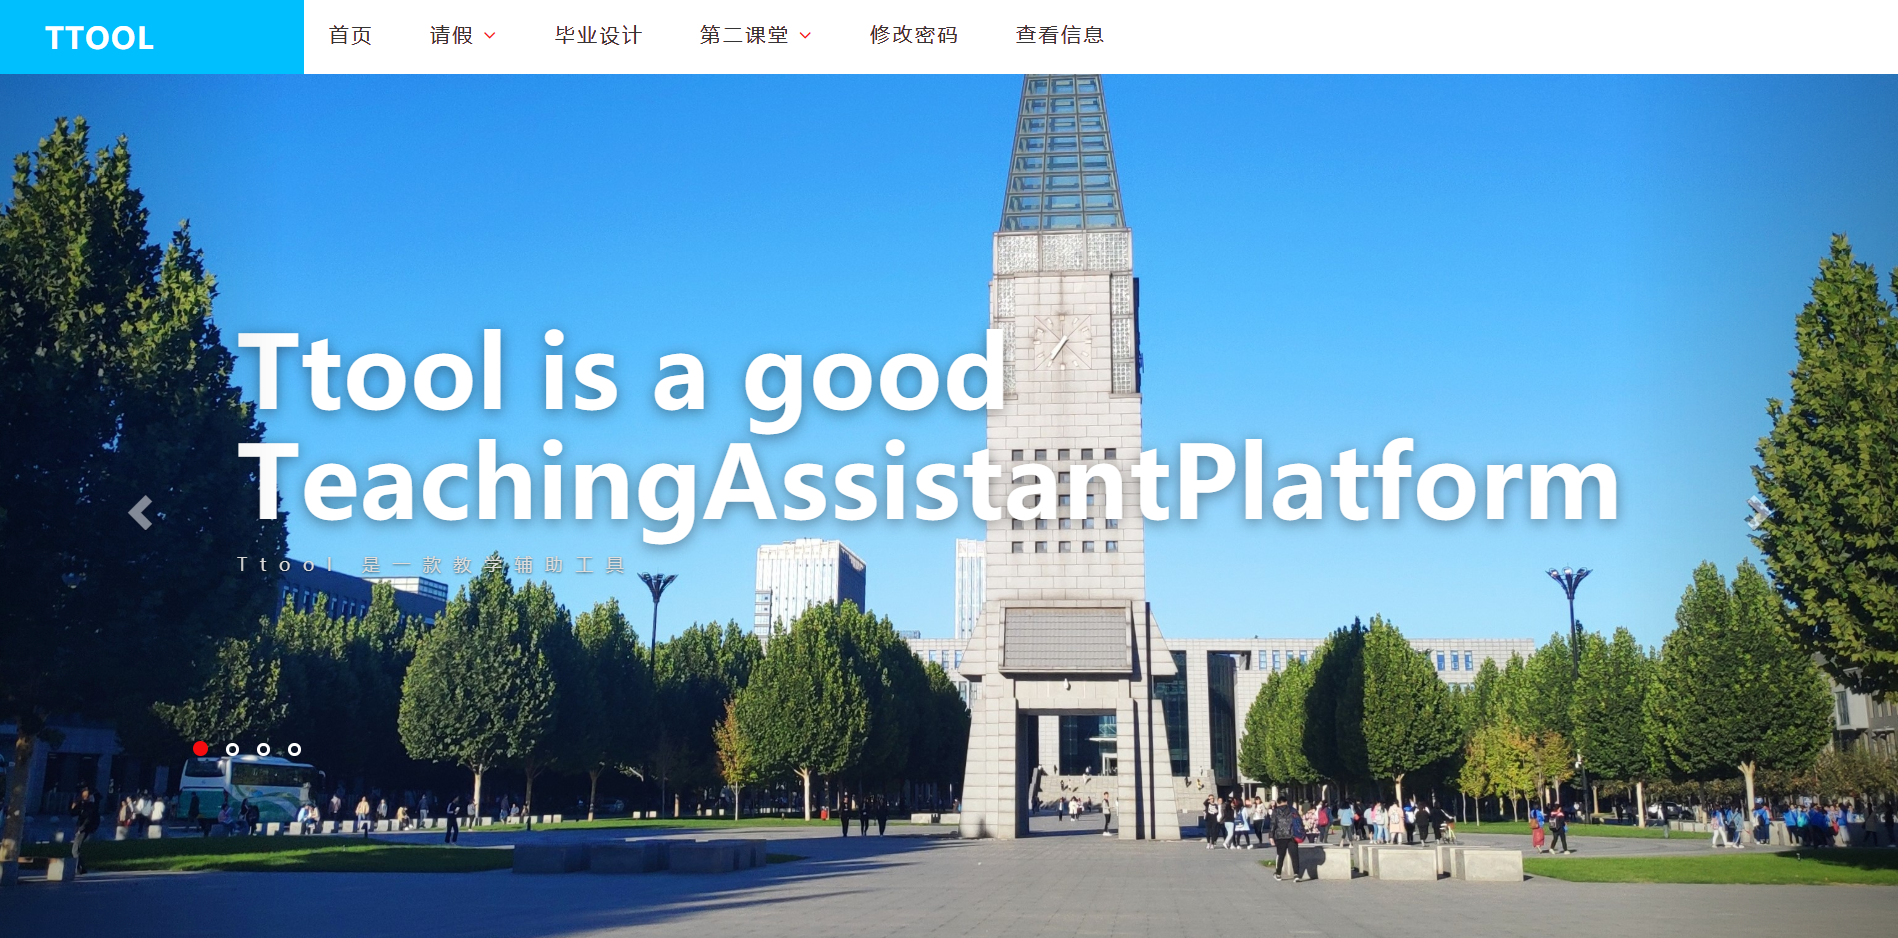 TTOOL
首页
请假
毕业设计
第二课堂
修改密码
查看信息
Ttool is a good
TeachingAssistantPlatform
Ttool 是一款教学辅助工具